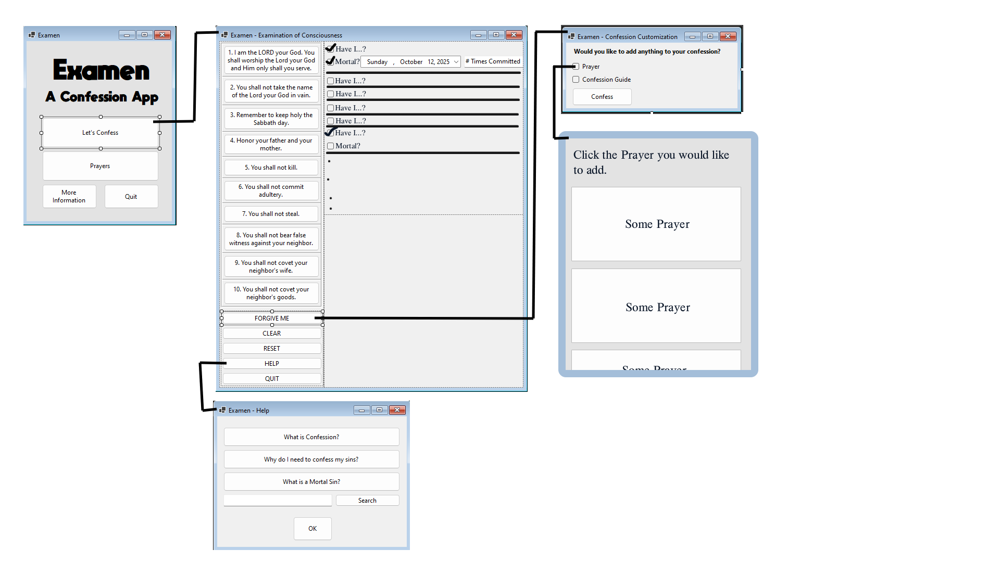 Examen
Examen
A Confession App
Let's Confess
Prayers
More
Information
Quit
Examen - Examination of Consciousness
1. I am the LORD your God. You
shall worship the Lord your God
and Him only shall you serve.
2. You shall not take the name
of the Lord your God in vain.
3. Remember to keep holy the
Sabbath day.
4. Honor your father and your
mother.
5. You shall not kill.
6. You shall not commit
adultery.
7. You shall not steal.
8. You shall not bear false
witness against your neighbor.
9. You shall not covet your
neighbor's wife.
10. You shall not covet your
neighbor's goods.
FORGIVE ME
CLEAR
RESET
HELP
QUIT
Have I...?
Mortal? Sunday , October 12, 2025 # Times Committed
Have I...?
Have I...?
Have I...?
Have I...?
Have I...?
Mortal?
Examen - Confession Customization
Would you like to add anything to your confession?
Prayer
Confession Guide
Confess
Click the Prayer you would like
to add.
Some Prayer
Some Prayer
Some Prayer
Examen - Help
What is Confession?
Why do I need to confess my sins?
What is a Mortal Sin?
Search
OK